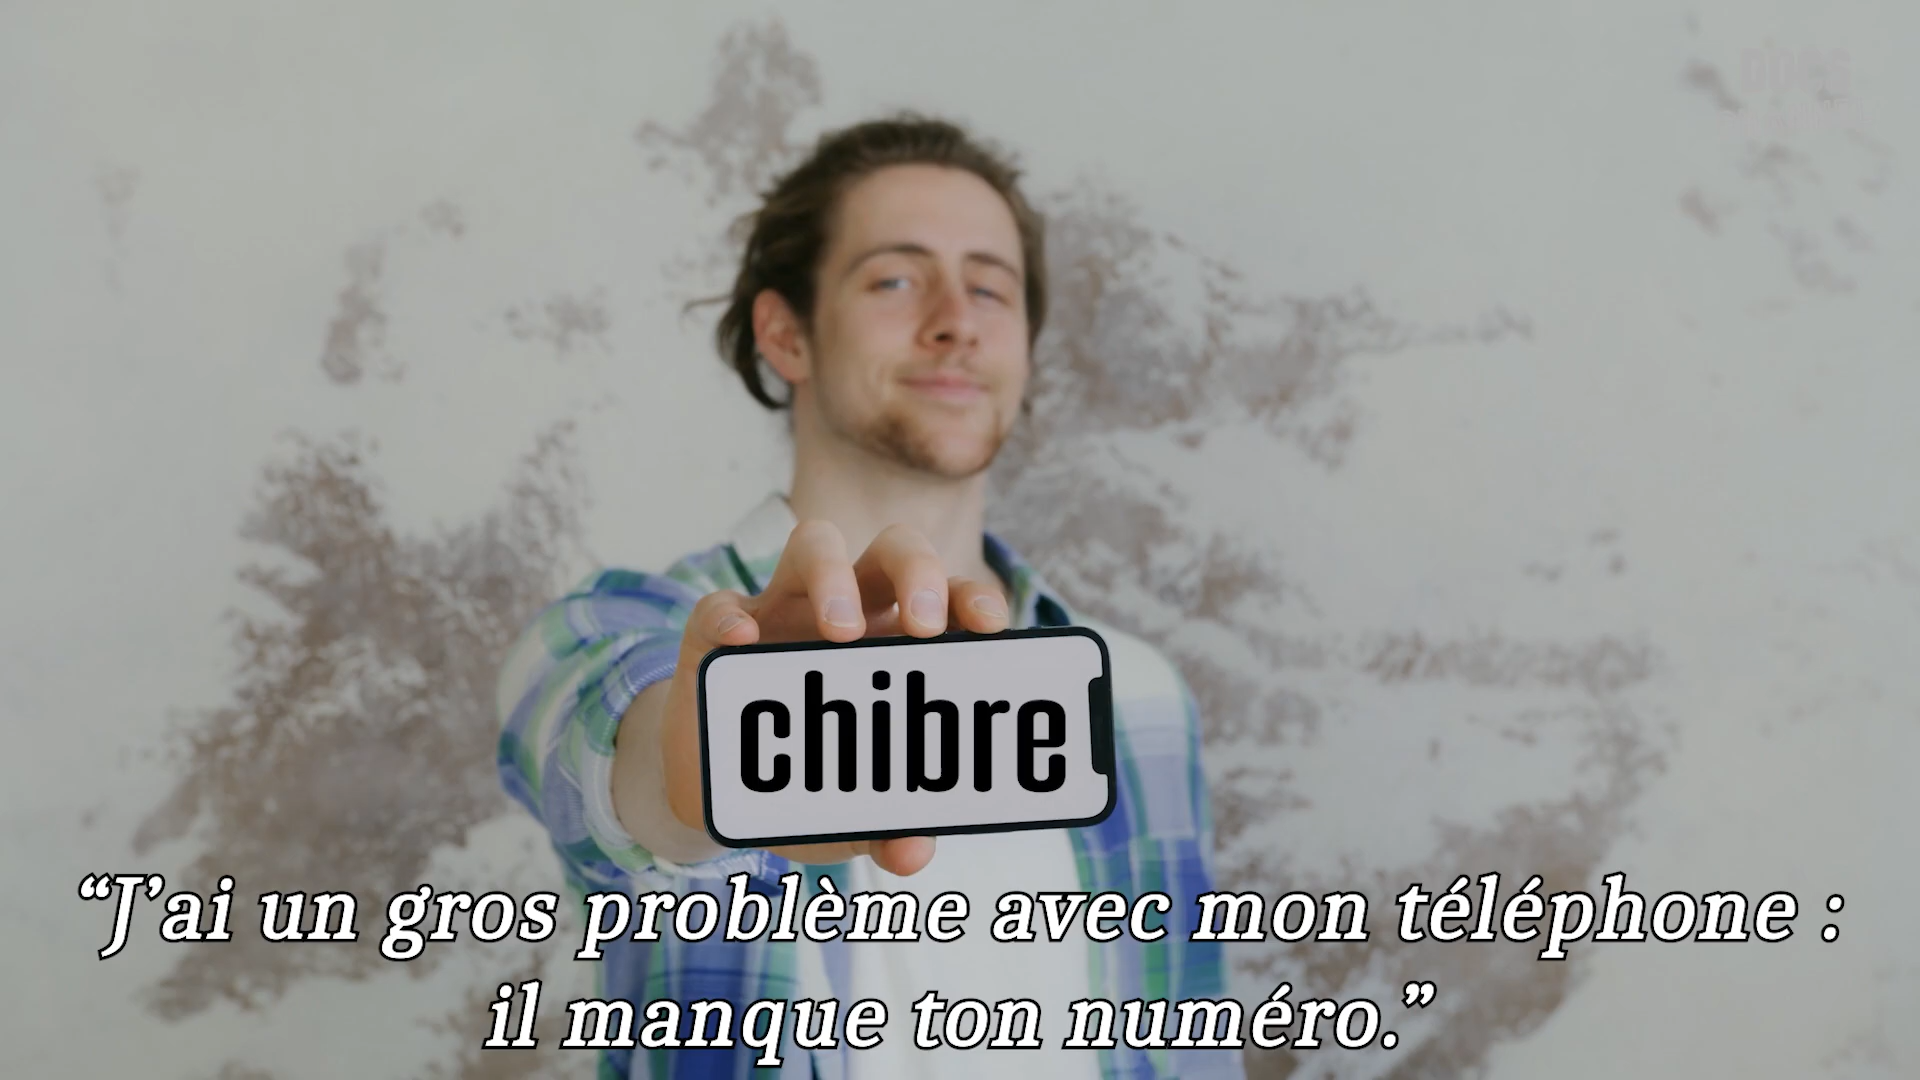 chibre
“J’ai un gros problème avec mon téléphone :
il manque ton numéro.”